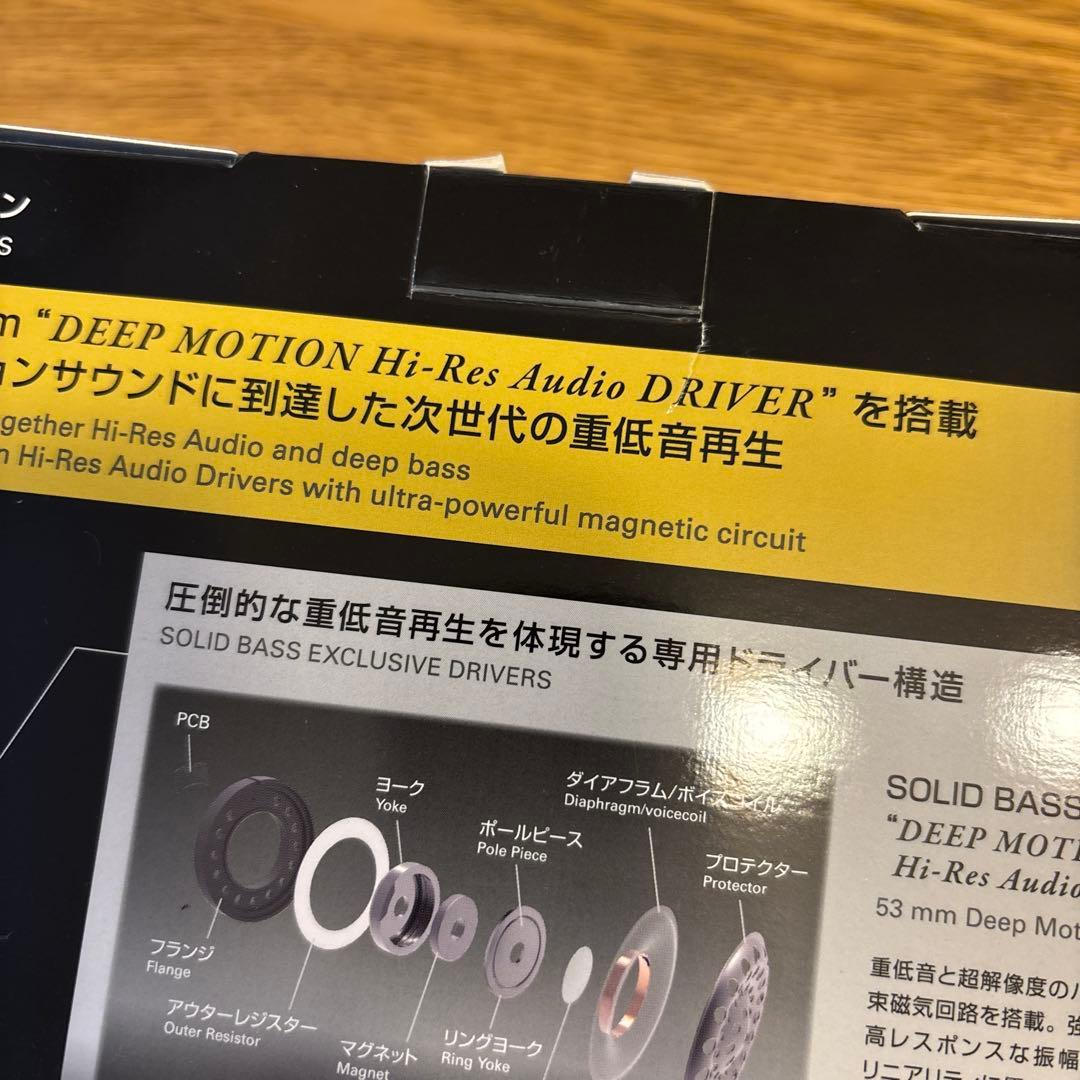 ン
s
m “DEEP MOTION Hi-Res Audio DRIVER” を搭載
ョンサウンドに到達した次世代の重低音再生
gether Hi-Res Audio and deep bass
n Hi-Res Audio Drivers with ultra-powerful magnetic circuit
圧倒的な重低音再生を体現する専用ドライバー構造
SOLID BASS EXCLUSIVE DRIVERS
PCB
ヨーク
Yoke
ポールピース
Pole Piece
ダイアフラム/ボイスコイル
Diaphragm/voicecoil
プロテクター
Protector
フランジ
Flange
アウターレジスター
Outer Resistor
マグネット
Magnet
リングヨーク
Ring Yoke
SOLID BASS
“DEEP MOTI
Hi-Res Audio
53 mm Deep Mot
重低音と超解像度のハ
束磁気回路を搭載。強
高レスポンスな振幅
リニアリティ